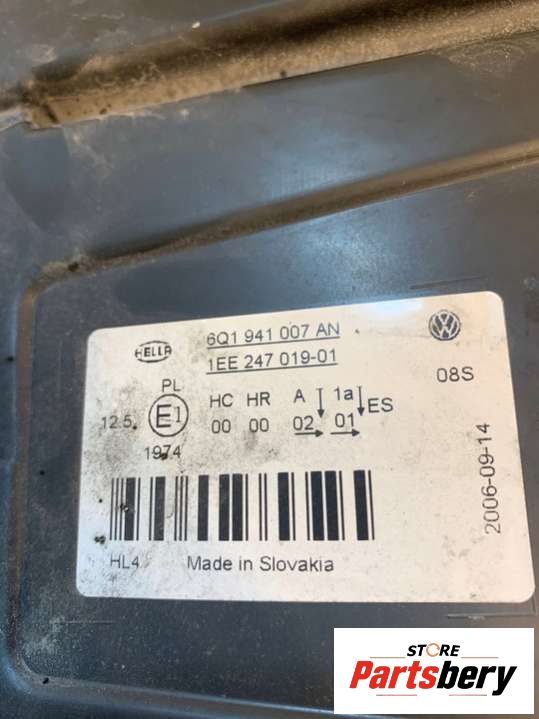 HELLA
6Q1 941 007 AN
1EE 247 019-01
VW
08S
PL
HC HR A 1a ES
12.5 E1 00 00 02 01
1974
2006-09-14
HL4 Made in Slovakia
STORE
Partsbery